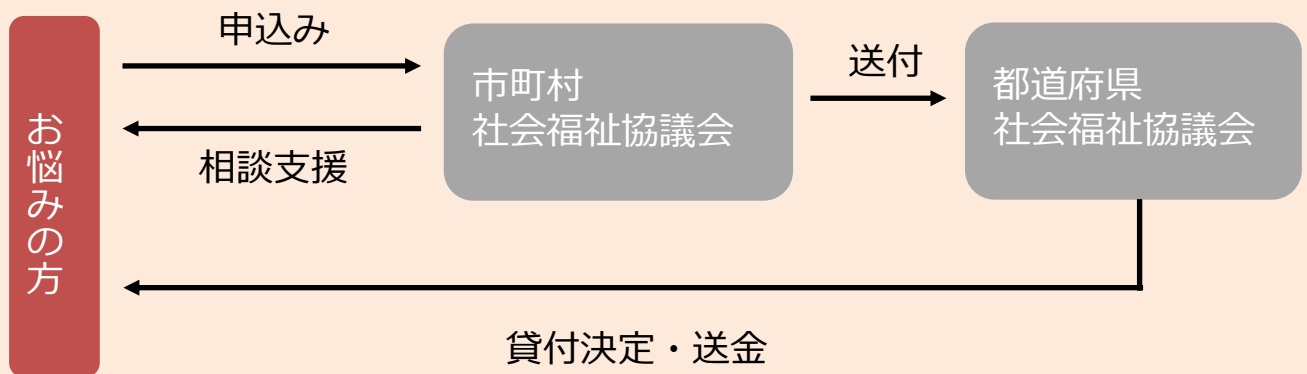 お悩みの方
申込み
相談支援
市町村
社会福祉協議会
送付
都道府県
社会福祉協議会
貸付決定・送金